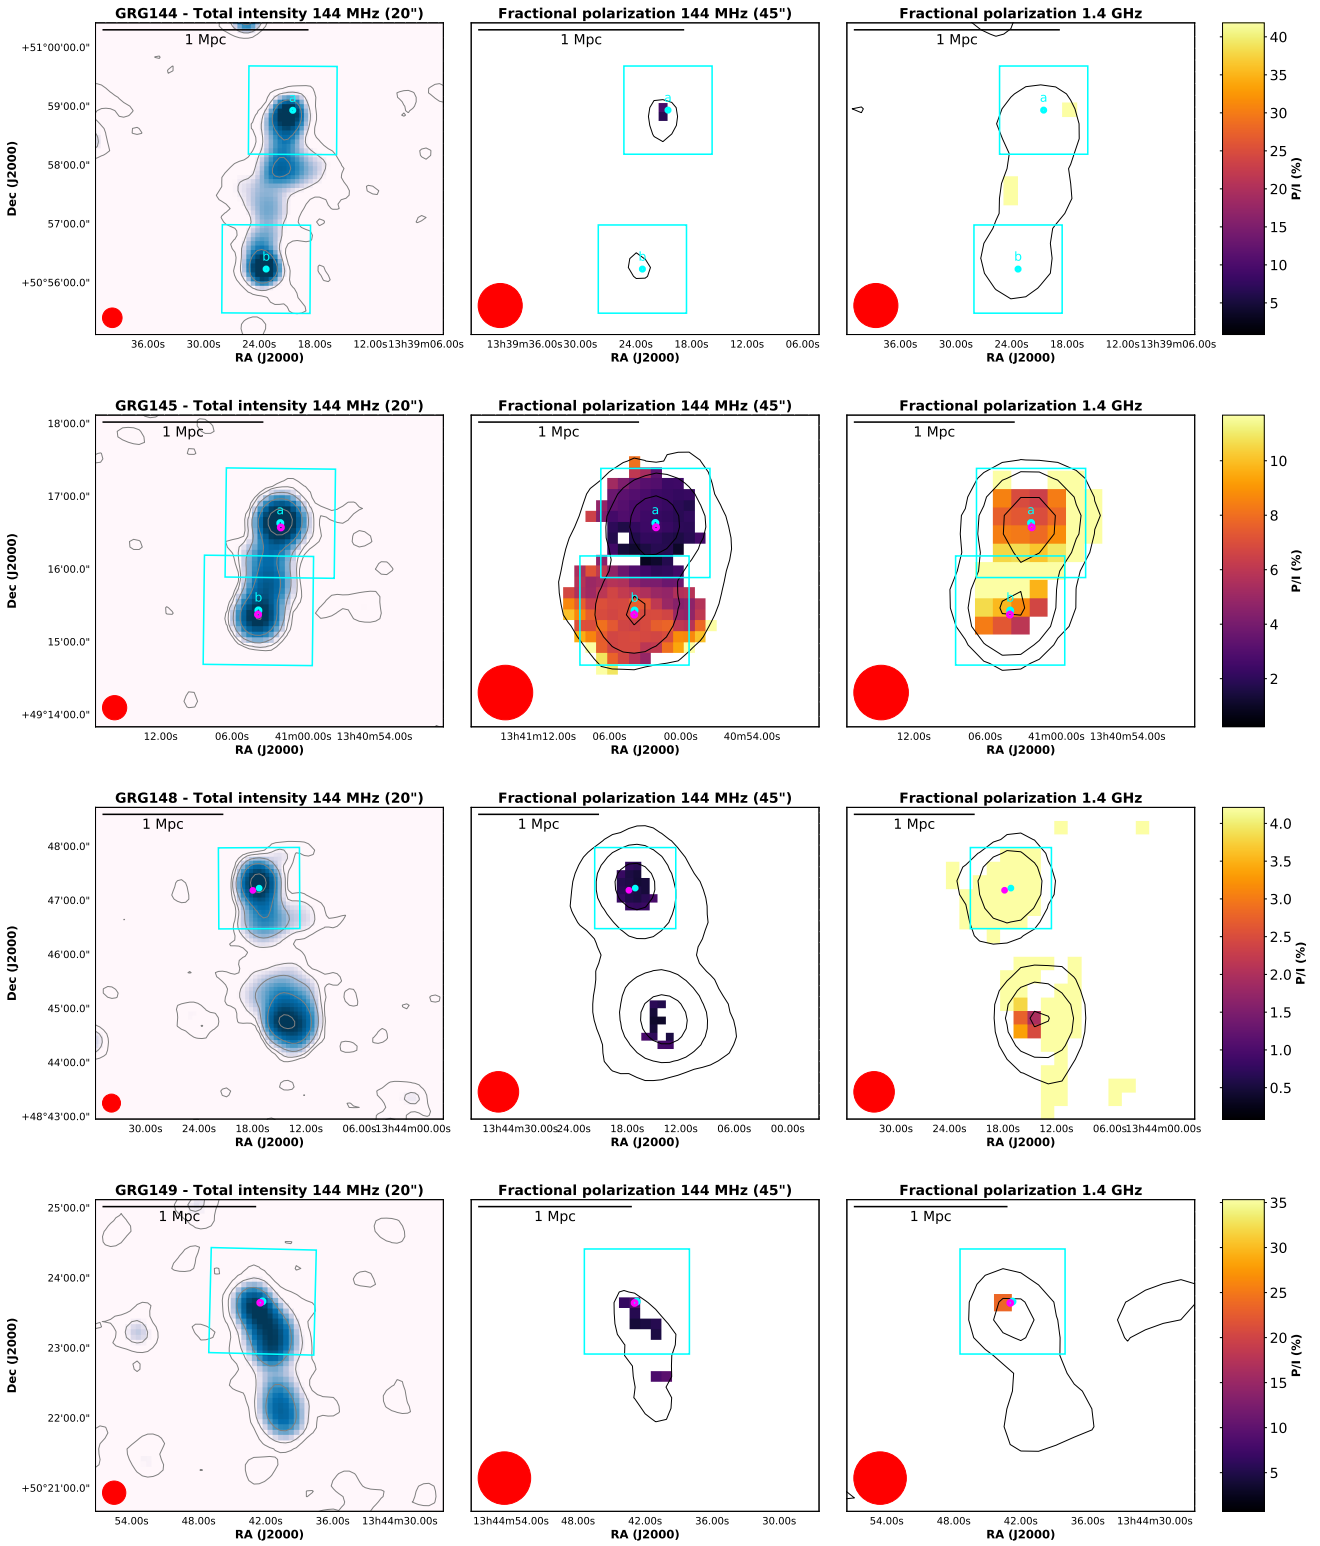 GRG144 - Total intensity 144 MHz (20")
Fractional polarization 144 MHz (45")
Fractional polarization 1.4 GHz
1 Mpc
1 Mpc
1 Mpc
+51°00'00.0"
59'00.0"
58'00.0"
57'00.0"
+50°56'00.0"
Dec (J2000)
a
b
a
b
a
b
40
35
30
25
20
15
10
5
P/I (%)
36.00s 30.00s 24.00s 18.00s 12.00s13h39m06.00s
13h39m36.00s30.00s 24.00s 18.00s 12.00s 06.00s
36.00s 30.00s 24.00s 18.00s 12.00s13h39m06.00s
RA (J2000)
RA (J2000)
RA (J2000)
GRG145 - Total intensity 144 MHz (20")
Fractional polarization 144 MHz (45")
Fractional polarization 1.4 GHz
1 Mpc
1 Mpc
1 Mpc
18'00.0"
17'00.0"
16'00.0"
15'00.0"
+49°14'00.0"
Dec (J2000)
a
b
a
b
a
b
10
8
6
4
2
P/I (%)
12.00s 06.00s 41m00.00s 13h40m54.00s
13h41m12.00s 06.00s 00.00s 40m54.00s
12.00s 06.00s 41m00.00s 13h40m54.00s
RA (J2000)
RA (J2000)
RA (J2000)
GRG148 - Total intensity 144 MHz (20")
Fractional polarization 144 MHz (45")
Fractional polarization 1.4 GHz
1 Mpc
1 Mpc
1 Mpc
48'00.0"
47'00.0"
46'00.0"
45'00.0"
44'00.0"
+48°43'00.0"
Dec (J2000)
4.0
3.5
3.0
2.5
2.0
1.5
1.0
0.5
P/I (%)
30.00s 24.00s 18.00s 12.00s 06.00s13h44m00.00s
13h44m30.00s24.00s 18.00s 12.00s 06.00s 00.00s
30.00s 24.00s 18.00s 12.00s 06.00s13h44m00.00s
RA (J2000)
RA (J2000)
RA (J2000)
GRG149 - Total intensity 144 MHz (20")
Fractional polarization 144 MHz (45")
Fractional polarization 1.4 GHz
1 Mpc
1 Mpc
1 Mpc
25'00.0"
24'00.0"
23'00.0"
22'00.0"
+50°21'00.0"
Dec (J2000)
35
30
25
20
15
10
5
P/I (%)
54.00s 48.00s 42.00s 36.00s 13h44m30.00s
13h44m54.00s 48.00s 42.00s 36.00s 30.00s
54.00s 48.00s 42.00s 36.00s 13h44m30.00s
RA (J2000)
RA (J2000)
RA (J2000)